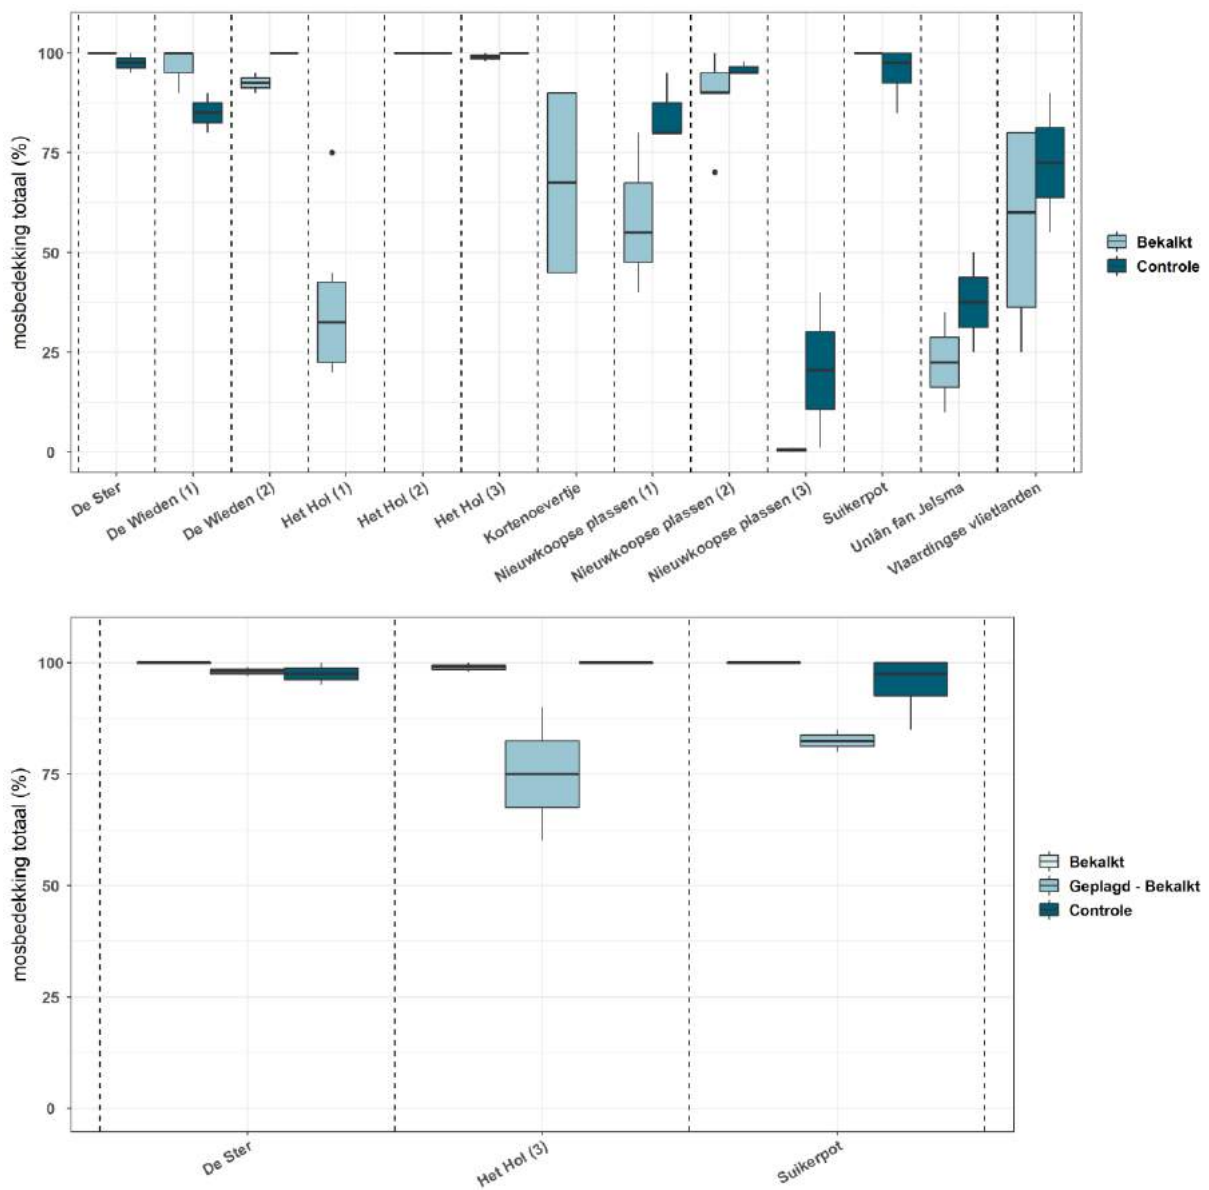 mosbedekking totaal (%)
100
75
50
25
0
De Ster
De Wieden (1)
De Wieden (2)
Het Hol (1)
Het Hol (2)
Het Hol (3)
Kortenoevertje
Nieuwkoopse plassen (1)
Nieuwkoopse plassen (2)
Nieuwkoopse plassen (3)
Suikerpot
Unlân fan Jelsma
Vlaardingse vlietlanden
Bekalkt
Controle
mosbedekking totaal (%)
100
75
50
25
0
De Ster
Het Hol (3)
Suikerpot
Bekalkt
Geplagd - Bekalkt
Controle